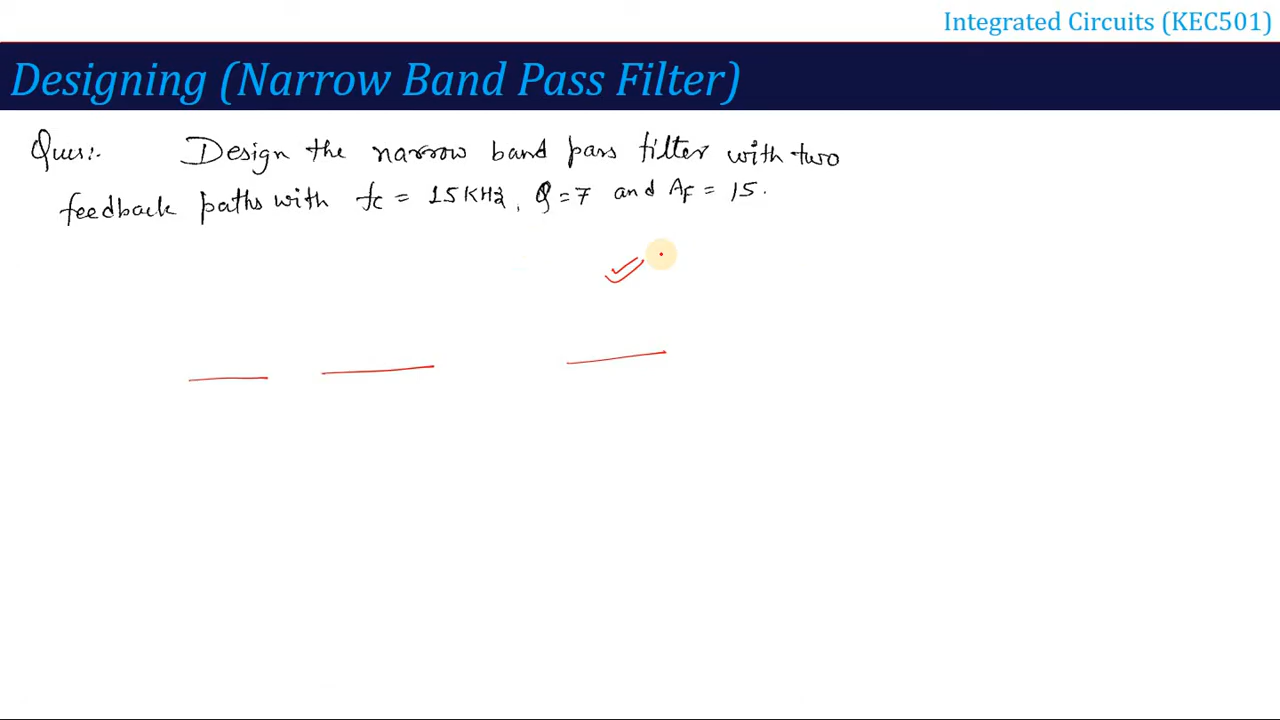 Integrated Circuits (KEC501)
Designing (Narrow Band Pass Filter)
Ques:. Design the narrow band pass filter with two
feedback paths with fc = 15 KHz, Q = 7 and AF = 15.